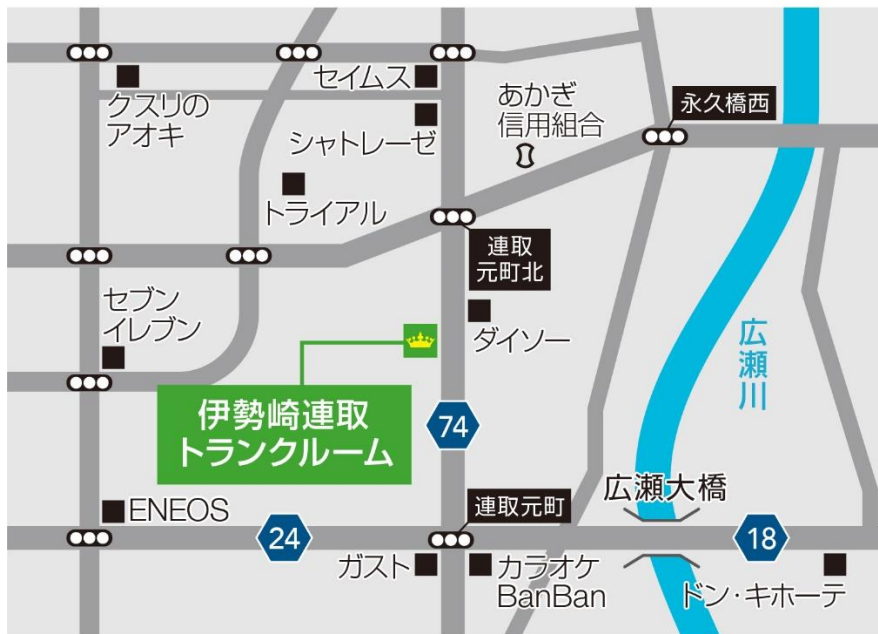 セイムス
クスリの
アオキ
シャトレーゼ
あかぎ
信用組合
永久橋西
トライアル
連取
元町北
セブン
イレブン
ダイソー
広瀬川
伊勢崎連取
トランクルーム
74
ENEOS
24
連取元町
広瀬大橋
18
ガスト
カラオケ
BanBan
ドン・キホーテ